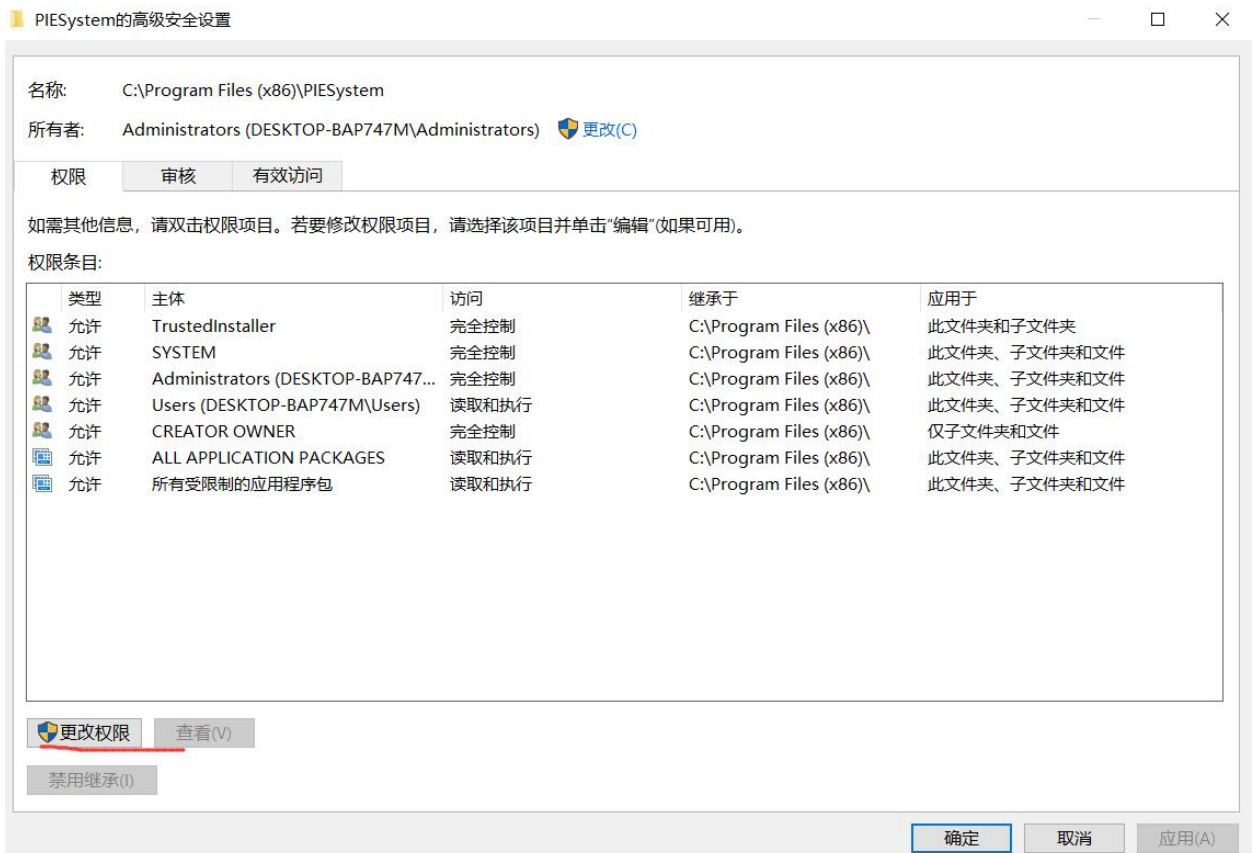 PIESystem的高级安全设置
名称: C:\Program Files (x86)\PIESystem
所有者: Administrators (DESKTOP-BAP747M\Administrators) 更改(C)
权限 审核 有效访问
如需其他信息，请双击权限项目。若要修改权限项目，请选择该项目并单击“编辑”(如果可用)。
权限条目:
类型 主体 访问 继承于 应用于
允许 TrustedInstaller 完全控制 C:\Program Files (x86)\ 此文件夹和子文件夹
允许 SYSTEM 完全控制 C:\Program Files (x86)\ 此文件夹、子文件夹和文件
允许 Administrators (DESKTOP-BAP747... 完全控制 C:\Program Files (x86)\ 此文件夹、子文件夹和文件
允许 Users (DESKTOP-BAP747M\Users) 读取和执行 C:\Program Files (x86)\ 此文件夹、子文件夹和文件
允许 CREATOR OWNER 完全控制 C:\Program Files (x86)\ 仅子文件夹和文件
允许 ALL APPLICATION PACKAGES 读取和执行 C:\Program Files (x86)\ 此文件夹、子文件夹和文件
允许 所有受限制的应用程序包 读取和执行 C:\Program Files (x86)\ 此文件夹、子文件夹和文件
更改权限 查看(V)
禁用继承(I)
确定 取消 应用(A)